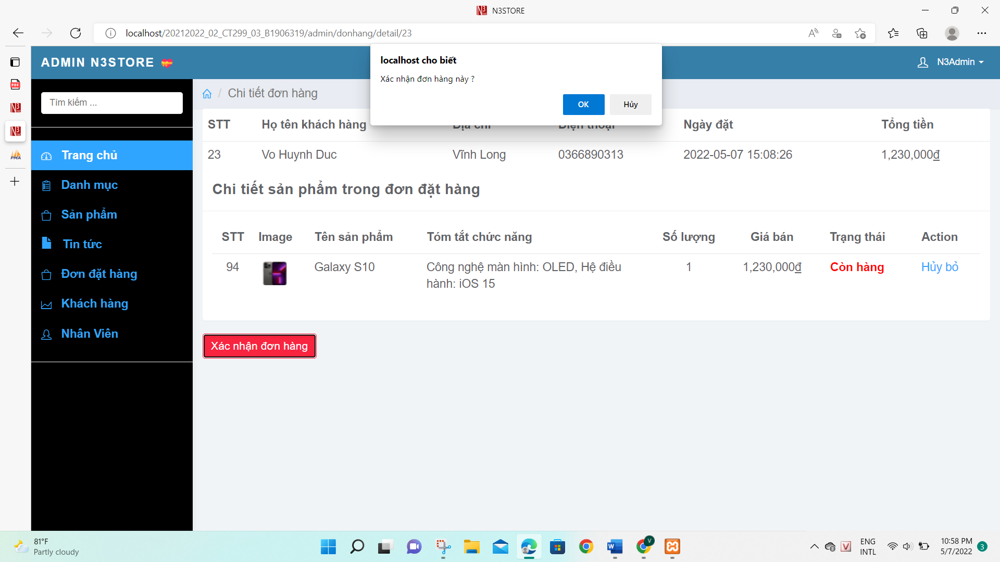 N3STORE
localhost/20212022_02_CT299_03_B1906319/admin/donhang/detail/23
ADMIN N3STORE
N3Admin
localhost cho biết
Xác nhận đơn hàng này ?
OK
Hủy
Tìm kiếm ...
Trang chủ
Danh mục
Sản phẩm
Tin tức
Đơn đặt hàng
Khách hàng
Nhân Viên
/ Chi tiết đơn hàng
STT Họ tên khách hàng Địa chỉ Điện thoại Ngày đặt Tổng tiền
23 Vo Huynh Duc Vĩnh Long 0366890313 2022-05-07 15:08:26 1,230,000đ
Chi tiết sản phẩm trong đơn đặt hàng
STT Image Tên sản phẩm Tóm tắt chức năng Số lượng Giá bán Trạng thái Action
94 Galaxy S10 Công nghệ màn hình: OLED, Hệ điều 1 1,230,000đ Còn hàng Hủy bỏ
hành: iOS 15
Xác nhận đơn hàng
81°F
Partly cloudy
ENG
INTL
10:58 PM
5/7/2022
3